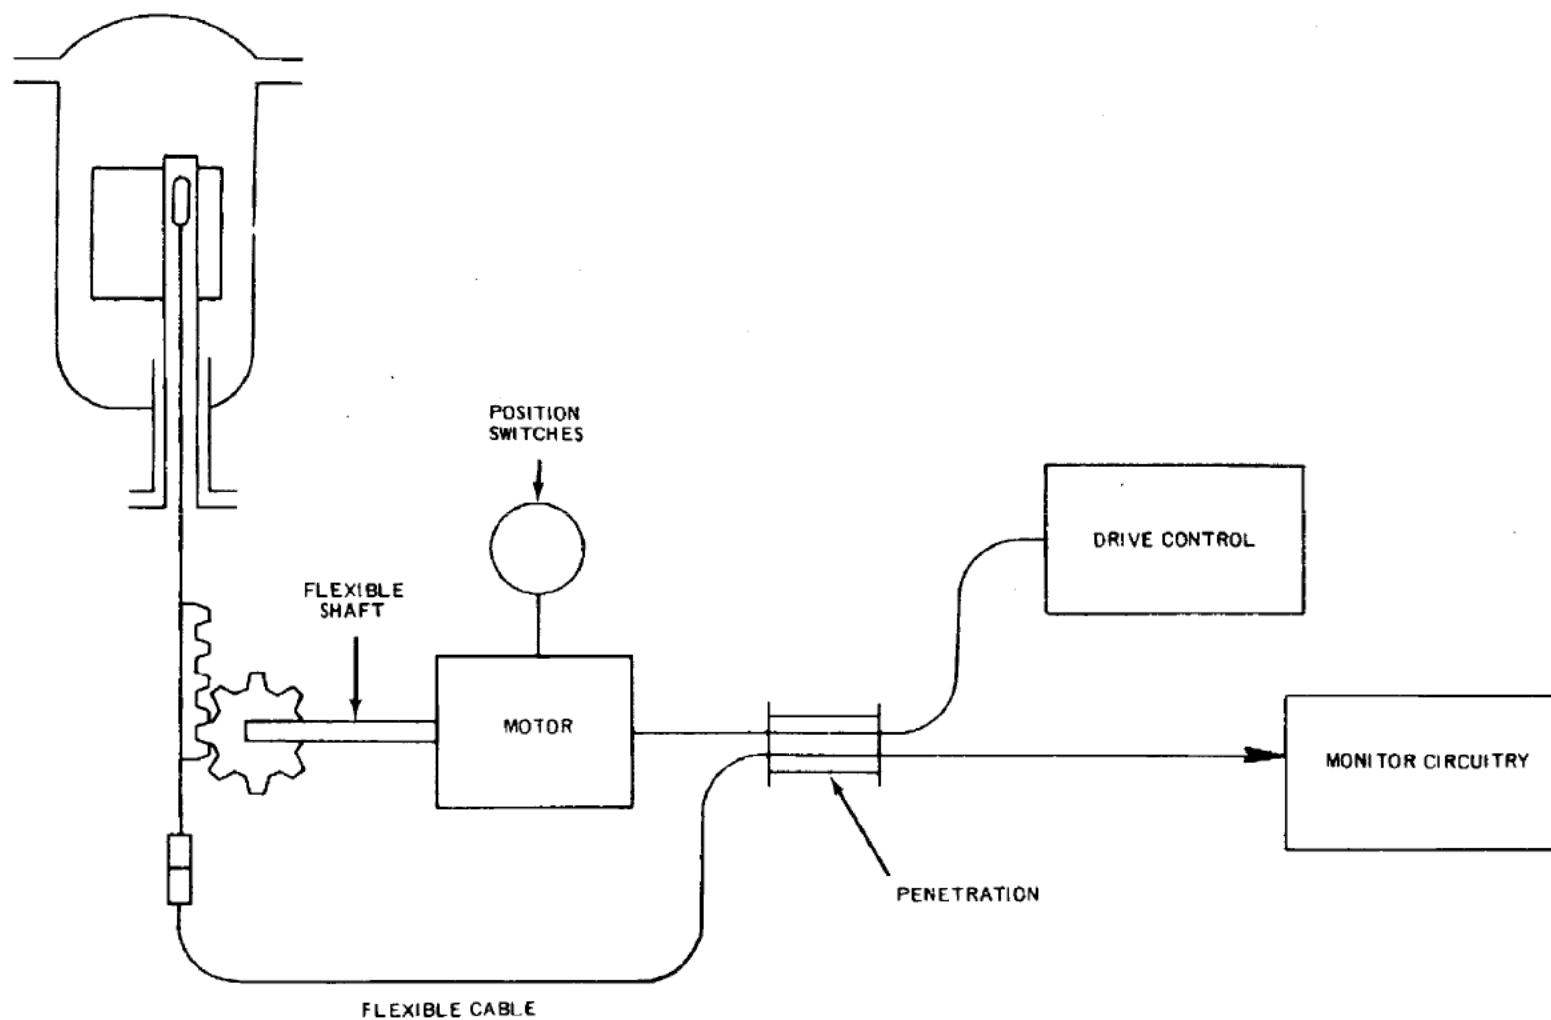 POSITION
SWITCHES
DRIVE CONTROL
FLEXIBLE
SHAFT
MOTOR
MONITOR CIRCUITRY
PENETRATION
FLEXIBLE CABLE